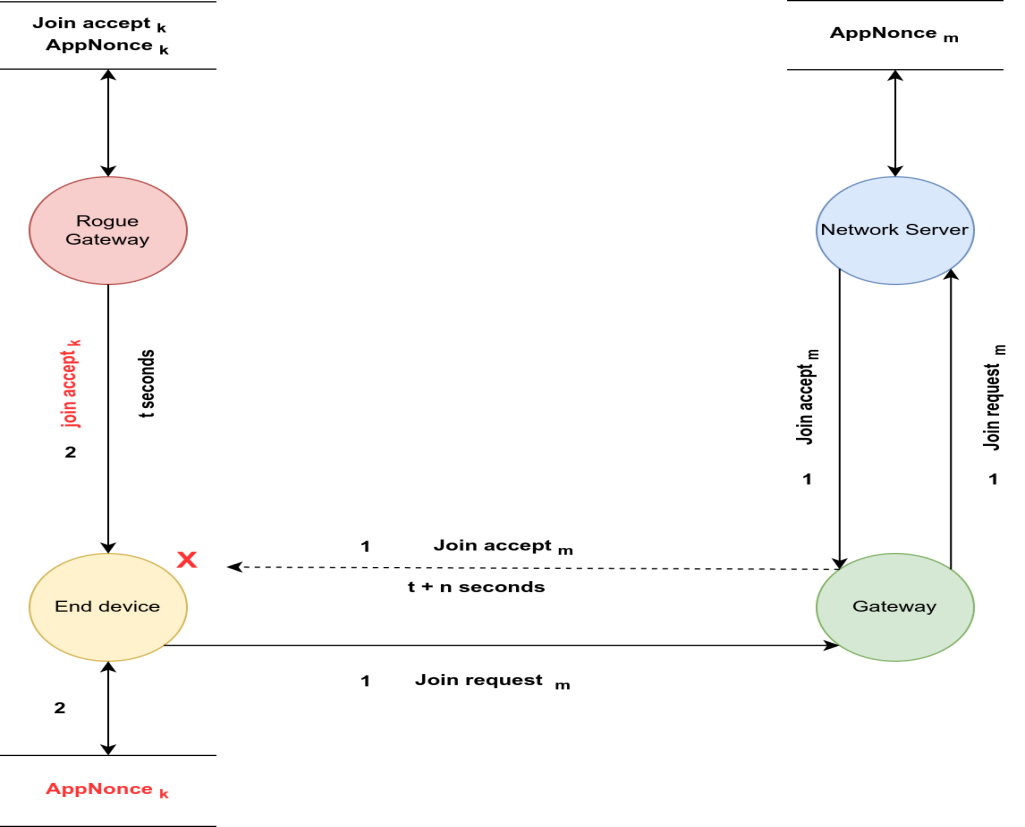 Join accept k
AppNonce k
AppNonce m
Rogue
Gateway
Network Server
join accept k
t seconds
2
Join accept m
1
Join request m
1
1 Join accept m
X
t + n seconds
End device
Gateway
1 Join request m
2
AppNonce k